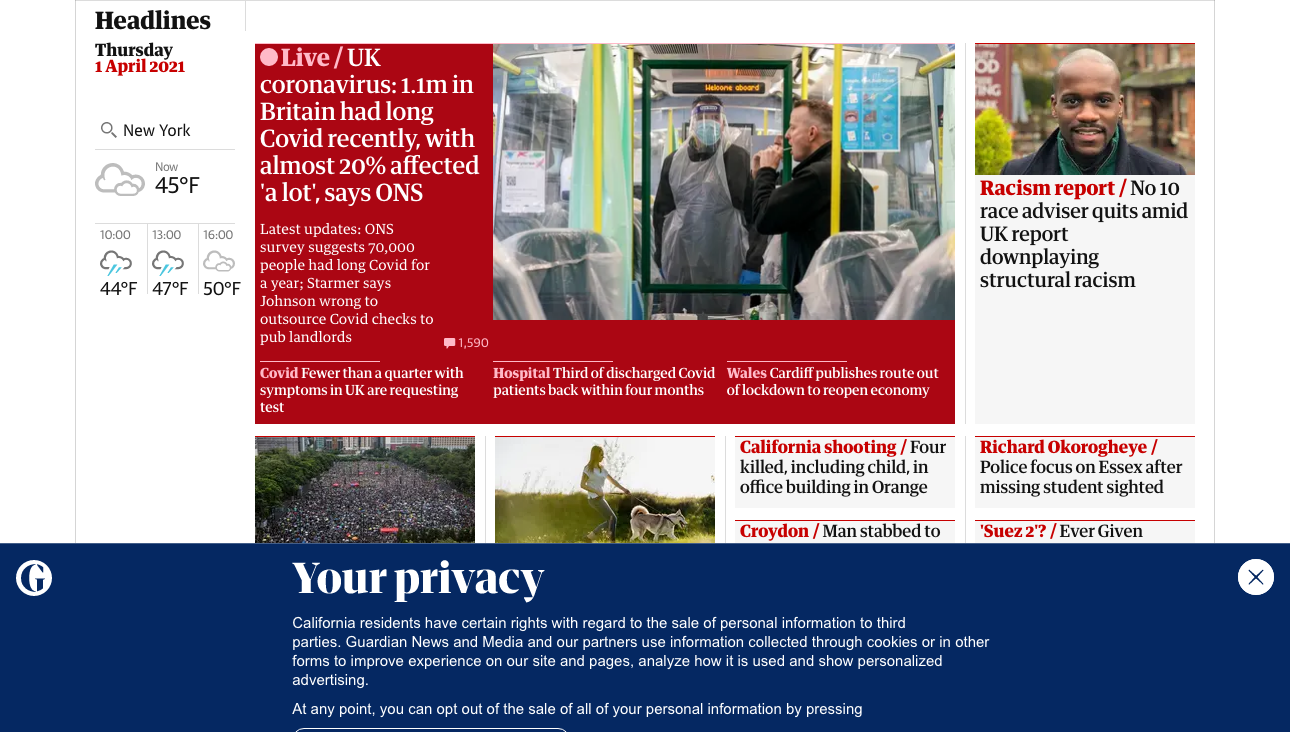 Headlines
Thursday
1 April 2021
New York
Now
45°F
10:00
13:00
16:00
44°F
47°F
50°F
Live / UK
coronavirus: 1.1m in
Britain had long
Covid recently, with
almost 20% affected
'a lot', says ONS
Latest updates: ONS
survey suggests 70,000
people had long Covid for
a year; Starmer says
Johnson wrong to
outsource Covid checks to
pub landlords
1,590
Welcome aboard
Covid Fewer than a quarter with
symptoms in UK are requesting
test
Hospital Third of discharged Covid
patients back within four months
Wales Cardiff publishes route out
of lockdown to reopen economy
Racism report / No 10
race adviser quits amid
UK report
downplaying
structural racism
California shooting / Four
killed, including child, in
office building in Orange
Richard Okorogheye /
Police focus on Essex after
missing student sighted
Croydon / Man stabbed to
'Suez 2'? / Ever Given
Your privacy
California residents have certain rights with regard to the sale of personal information to third
parties. Guardian News and Media and our partners use information collected through cookies or in other
forms to improve experience on our site and pages, analyze how it is used and show personalized
advertising.
At any point, you can opt out of the sale of all of your personal information by pressing